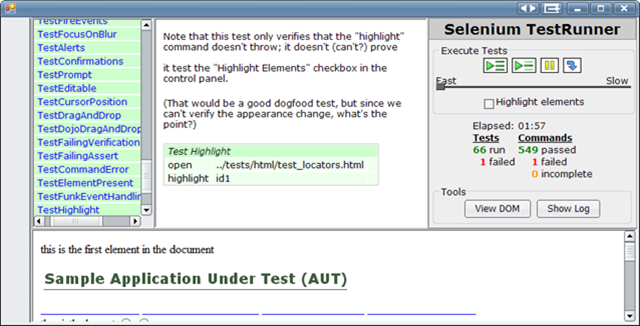 TestFireEvents
TestFocusOnBlur
TestAlerts
TestConfirmations
TestPrompt
TestEditable
TestCursorPosition
TestDragAndDrop
TestDojoDragAndDrop
TestFailingVerification
TestFailingAssert
TestCommandError
TestElementPresent
TestFunkEventHandlin
TestHighlight
Note that this test only verifies that the "highlight"
command doesn't throw; it doesn't (can't?) prove
it test the "Highlight Elements" checkbox in the
control panel.
(That would be a good dogfood test, but since we
can't verify the appearance change, what's the
point?)
Test Highlight
open ../tests/html/test_locators.html
highlight id1
Selenium TestRunner
Execute Tests
Fast Slow
Highlight elements
Elapsed: 01:57
Tests Commands
66 run 549 passed
1 failed 1 failed
0 incomplete
Tools
View DOM Show Log
this is the first element in the document
Sample Application Under Test (AUT)